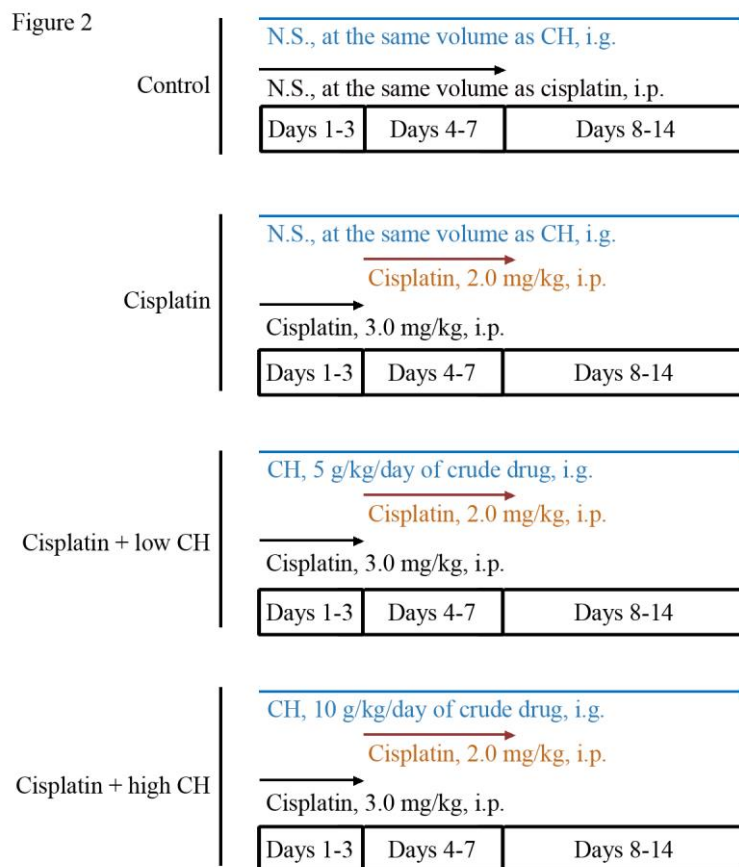 Figure 2
Control
N.S., at the same volume as CH, i.g.
N.S., at the same volume as cisplatin, i.p.
Days 1-3 Days 4-7 Days 8-14
Cisplatin
N.S., at the same volume as CH, i.g.
Cisplatin, 2.0 mg/kg, i.p.
Cisplatin, 3.0 mg/kg, i.p.
Days 1-3 Days 4-7 Days 8-14
Cisplatin + low CH
CH, 5 g/kg/day of crude drug, i.g.
Cisplatin, 2.0 mg/kg, i.p.
Cisplatin, 3.0 mg/kg, i.p.
Days 1-3 Days 4-7 Days 8-14
Cisplatin + high CH
CH, 10 g/kg/day of crude drug, i.g.
Cisplatin, 2.0 mg/kg, i.p.
Cisplatin, 3.0 mg/kg, i.p.
Days 1-3 Days 4-7 Days 8-14